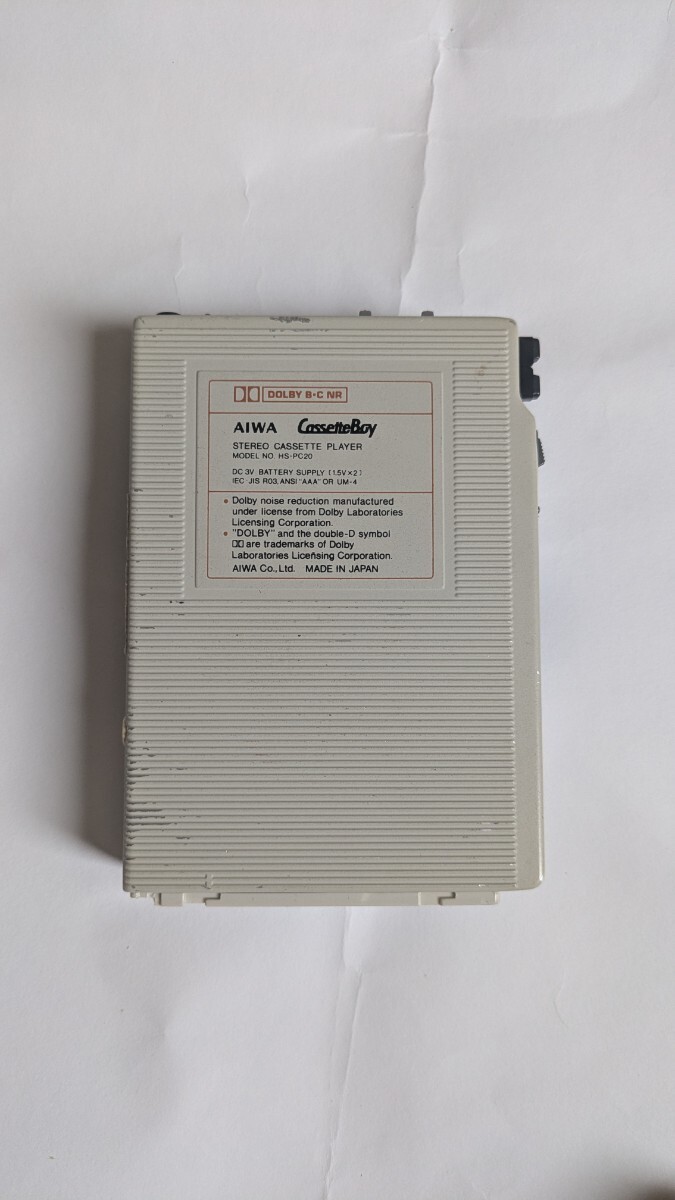 DOLBY B·C NR
AIWA CassetteBoy
STEREO CASSETTE PLAYER
MODEL NO. HS-PC20
DC 3V BATTERY SUPPLY (1.5V×2)
IEC JIS R03, ANSI "AAA" OR UM-4
• Dolby noise reduction manufactured
under license from Dolby Laboratories
Licensing Corporation.
• "DOLBY" and the double-D symbol
are trademarks of Dolby
Laboratories Licensing Corporation.
AIWA Co., Ltd. MADE IN JAPAN